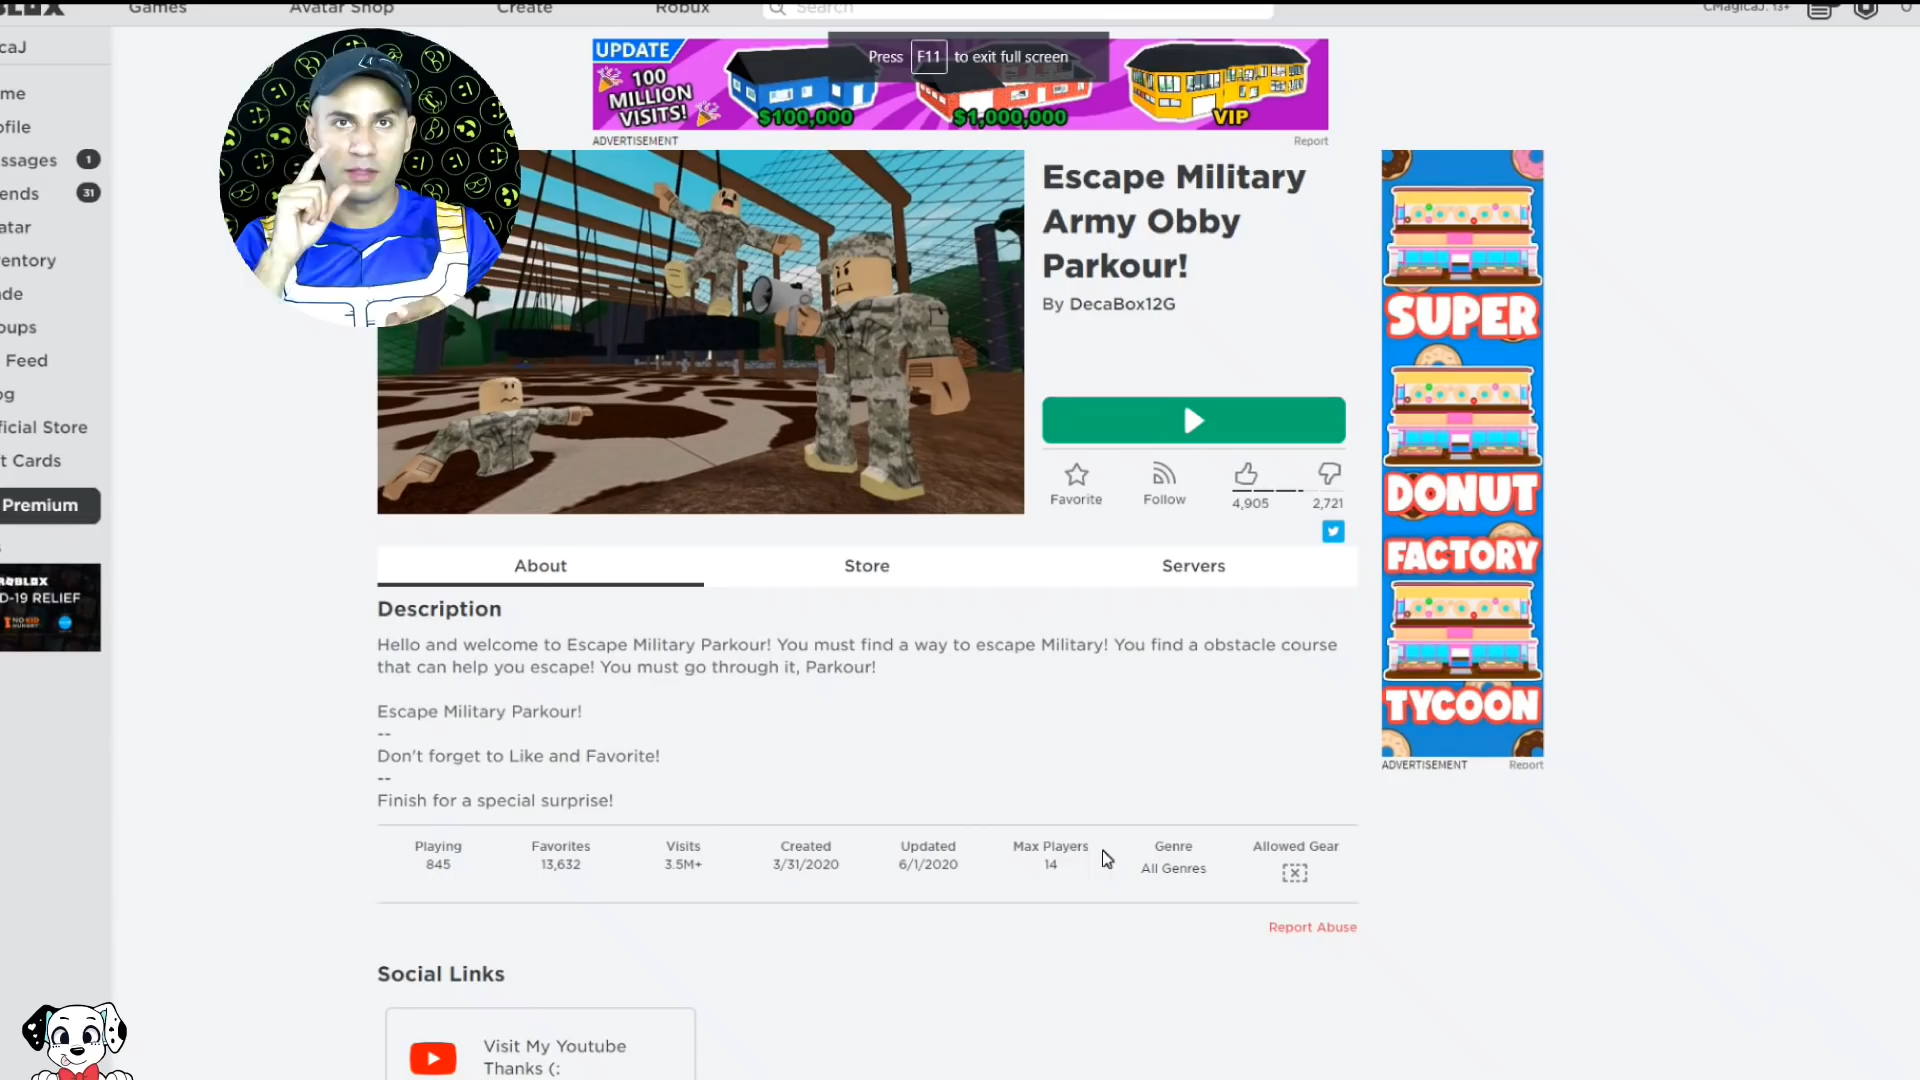 Games
Avatar Shop
Create
Robux
Search
CMagicaJ: 13+
caJ
Press F11 to exit full screen
UPDATE
100
MILLION
VISITS!
$100,000
$1,000,000
VIP
ADVERTISEMENT
Report
me
ofile
ssages 1
ends 31
atar
entory
de
oups
Feed
og
ficial Store
t Cards
Premium
ROBLOX
D-19 RELIEF
NO KID
HUNGRY
Escape Military
Army Obby
Parkour!
By DecaBox12G
Favorite
Follow
4,905
2,721
SUPER
DONUT
FACTORY
TYCOON
ADVERTISEMENT
Report
About
Store
Servers
Description
Hello and welcome to Escape Military Parkour! You must find a way to escape Military! You find a obstacle course
that can help you escape! You must go through it, Parkour!
Escape Military Parkour!
--
Don't forget to Like and Favorite!
--
Finish for a special surprise!
Playing
845
Favorites
13,632
Visits
3.5M+
Created
3/31/2020
Updated
6/1/2020
Max Players
14
Genre
All Genres
Allowed Gear
Report Abuse
Social Links
Visit My Youtube
Thanks (: